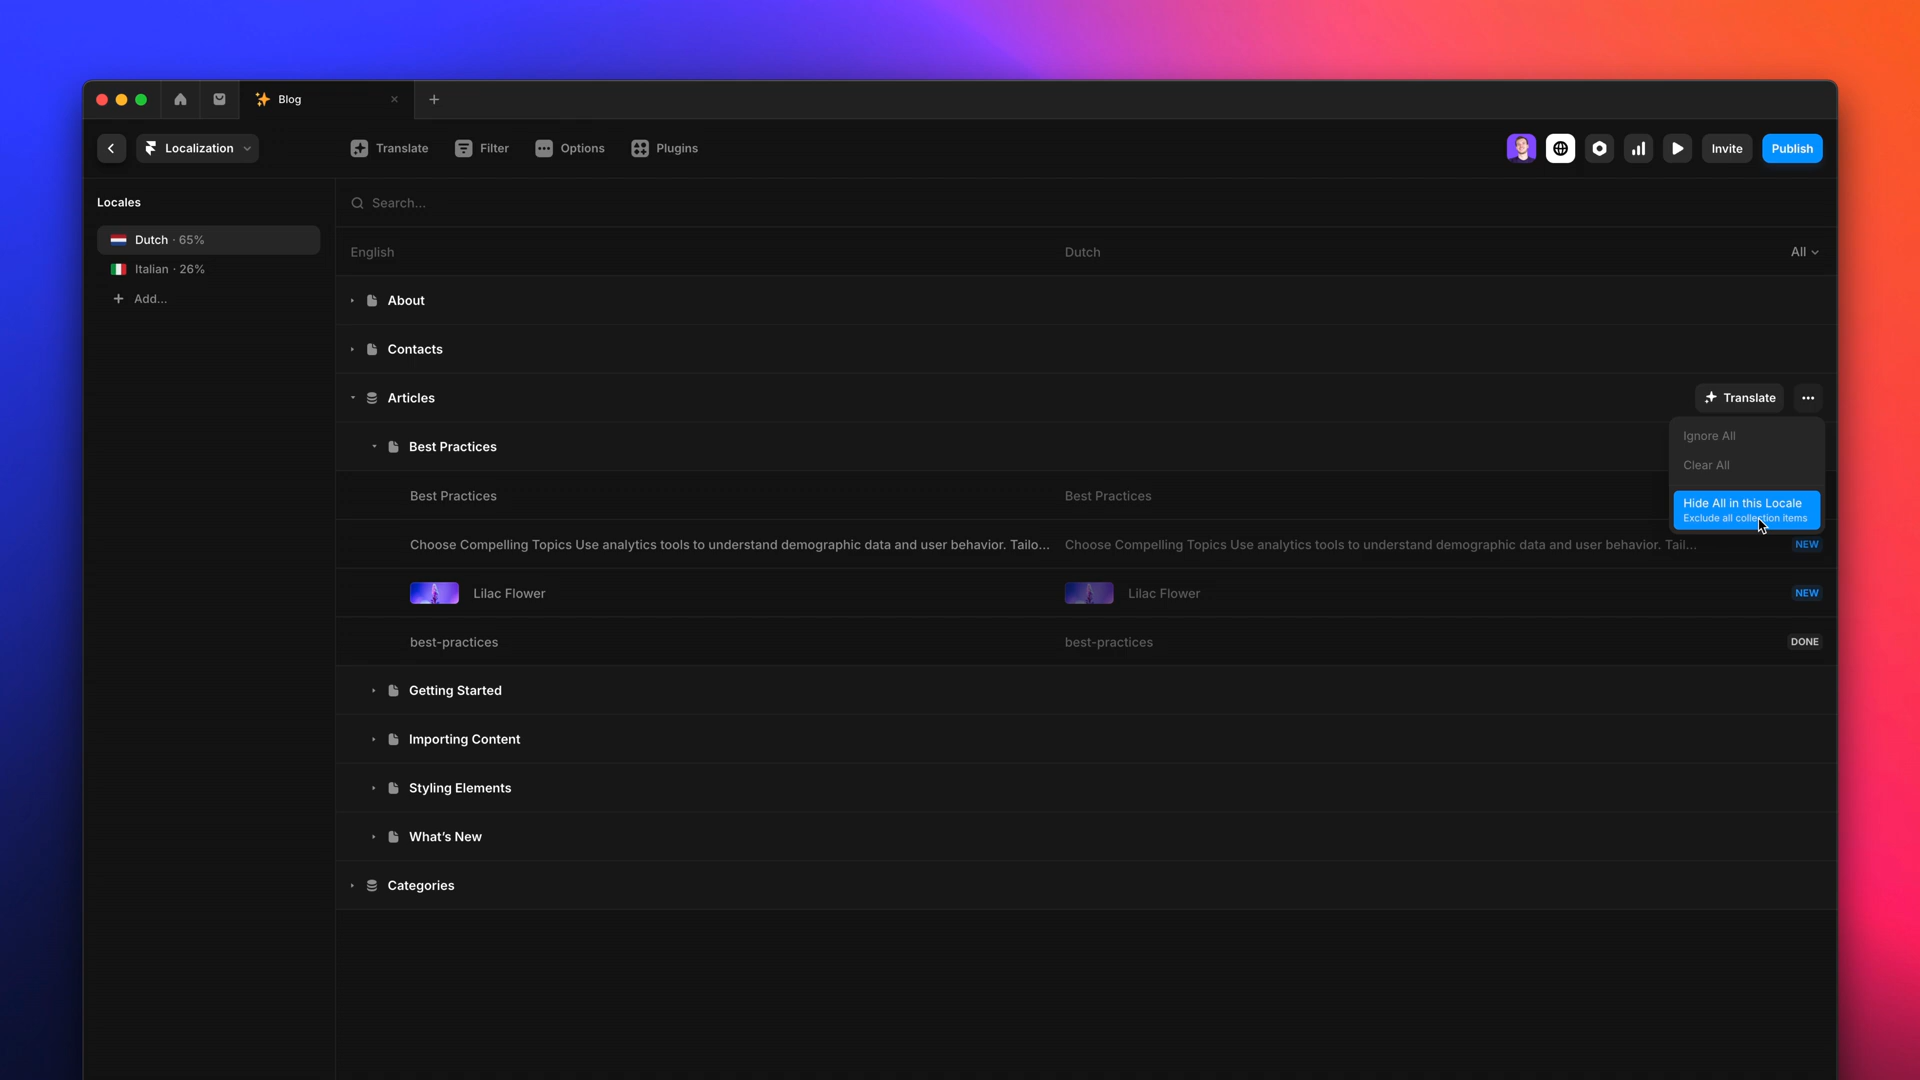 Blog
Localization
Translate
Filter
Options
Plugins
Invite
Publish
Locales
Dutch · 65%
Italian · 26%
Add...
Search...
English
Dutch
All
About
Contacts
Articles
Translate
Ignore All
Clear All
Hide All in this Locale
Exclude all collection items
Best Practices
Best Practices
Best Practices
Choose Compelling Topics Use analytics tools to understand demographic data and user behavior. Tailo...
Choose Compelling Topics Use analytics tools to understand demographic data and user behavior. Tail...
NEW
Lilac Flower
Lilac Flower
NEW
best-practices
best-practices
DONE
Getting Started
Importing Content
Styling Elements
What's New
Categories